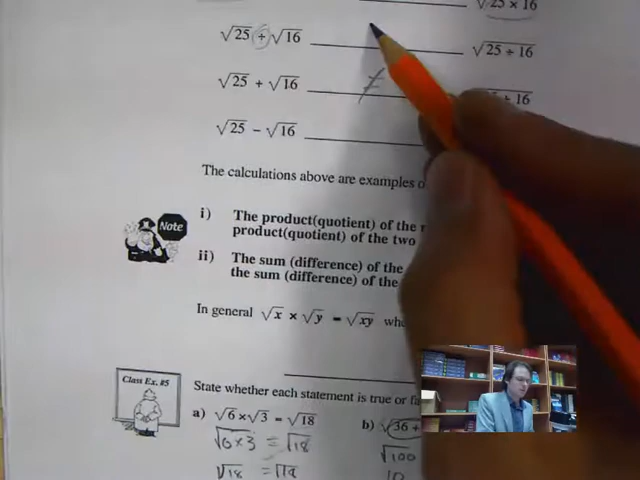 √25 × 16
√25 ÷ √16 ________ √25 ÷ 16
√25 + √16 ≠ 16
√25 − √16 ________
The calculations above are examples
Note
i) The product(quotient) of the
product(quotient) of the two
ii) The sum (difference) of the
the sum (difference) of the
In general √x × √y = √xy
Class Ex. #5
State whether each statement is true or
a) √6 × √3 = √18 b) √36 +
√6×3 = √18 √100
√18 = √18 10